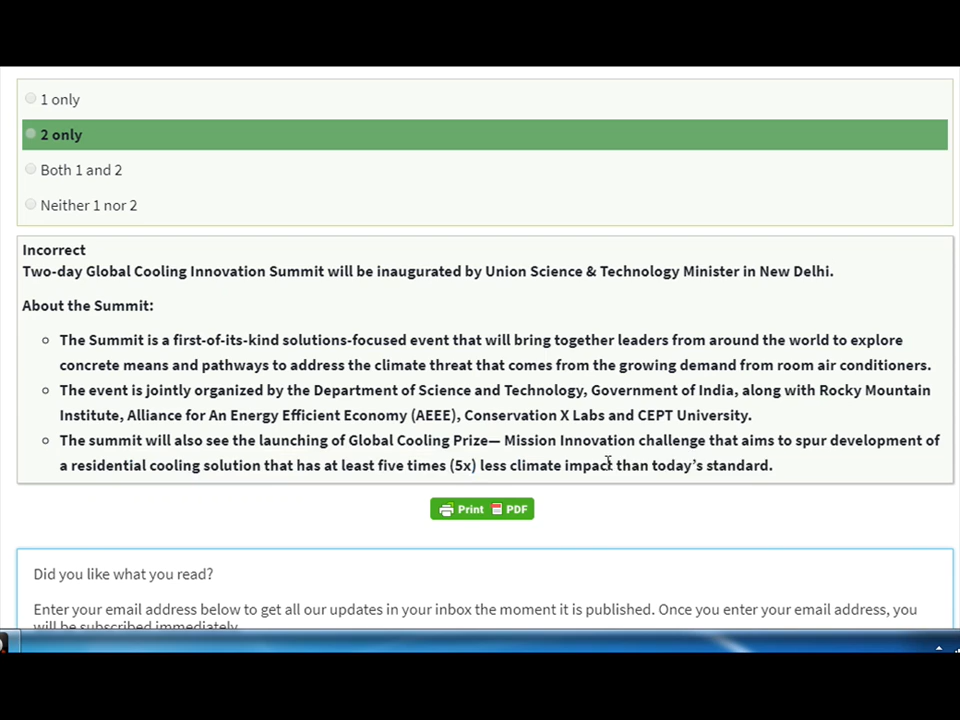 1 only
2 only
Both 1 and 2
Neither 1 nor 2
Incorrect
Two-day Global Cooling Innovation Summit will be inaugurated by Union Science & Technology Minister in New Delhi.
About the Summit:
The Summit is a first-of-its-kind solutions-focused event that will bring together leaders from around the world to explore
concrete means and pathways to address the climate threat that comes from the growing demand from room air conditioners.
The event is jointly organized by the Department of Science and Technology, Government of India, along with Rocky Mountain
Institute, Alliance for An Energy Efficient Economy (AEEE), Conservation X Labs and CEPT University.
The summit will also see the launching of Global Cooling Prize— Mission Innovation challenge that aims to spur development of
a residential cooling solution that has at least five times (5x) less climate impact than today's standard.
Print PDF
Did you like what you read?
Enter your email address below to get all our updates in your inbox the moment it is published. Once you enter your email address, you
will be subscribed immediately.